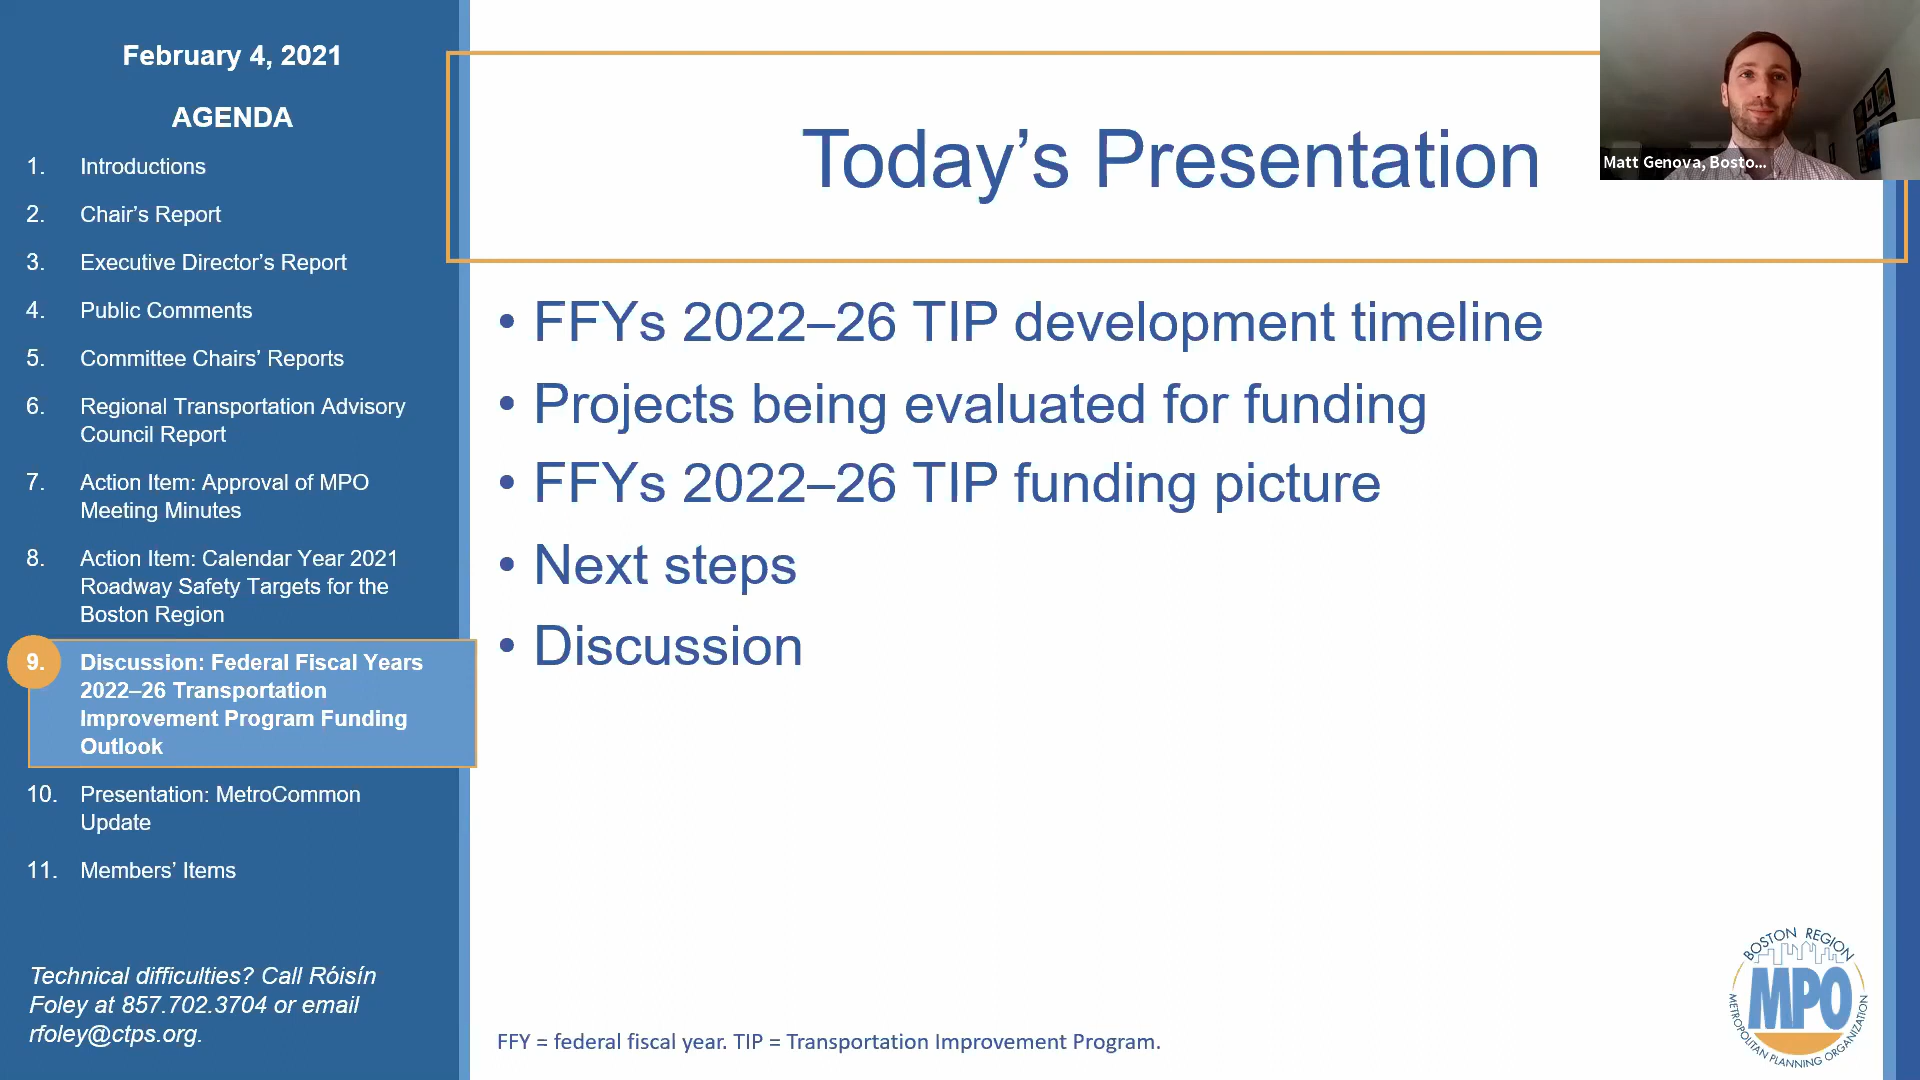 February 4, 2021
AGENDA
1. Introductions
2. Chair’s Report
3. Executive Director’s Report
4. Public Comments
5. Committee Chairs’ Reports
6. Regional Transportation Advisory
Council Report
7. Action Item: Approval of MPO
Meeting Minutes
8. Action Item: Calendar Year 2021
Roadway Safety Targets for the
Boston Region
9. Discussion: Federal Fiscal Years
2022–26 Transportation
Improvement Program Funding
Outlook
10. Presentation: MetroCommon
Update
11. Members’ Items
Technical difficulties? Call Róisín
Foley at 857.702.3704 or email
rfoley@ctps.org.
Today’s Presentation
Matt Genova, Bosto...
• FFYs 2022–26 TIP development timeline
• Projects being evaluated for funding
• FFYs 2022–26 TIP funding picture
• Next steps
• Discussion
FFY = federal fiscal year. TIP = Transportation Improvement Program.
BOSTON REGION
MPO
METROPOLITAN PLANNING ORGANIZATION